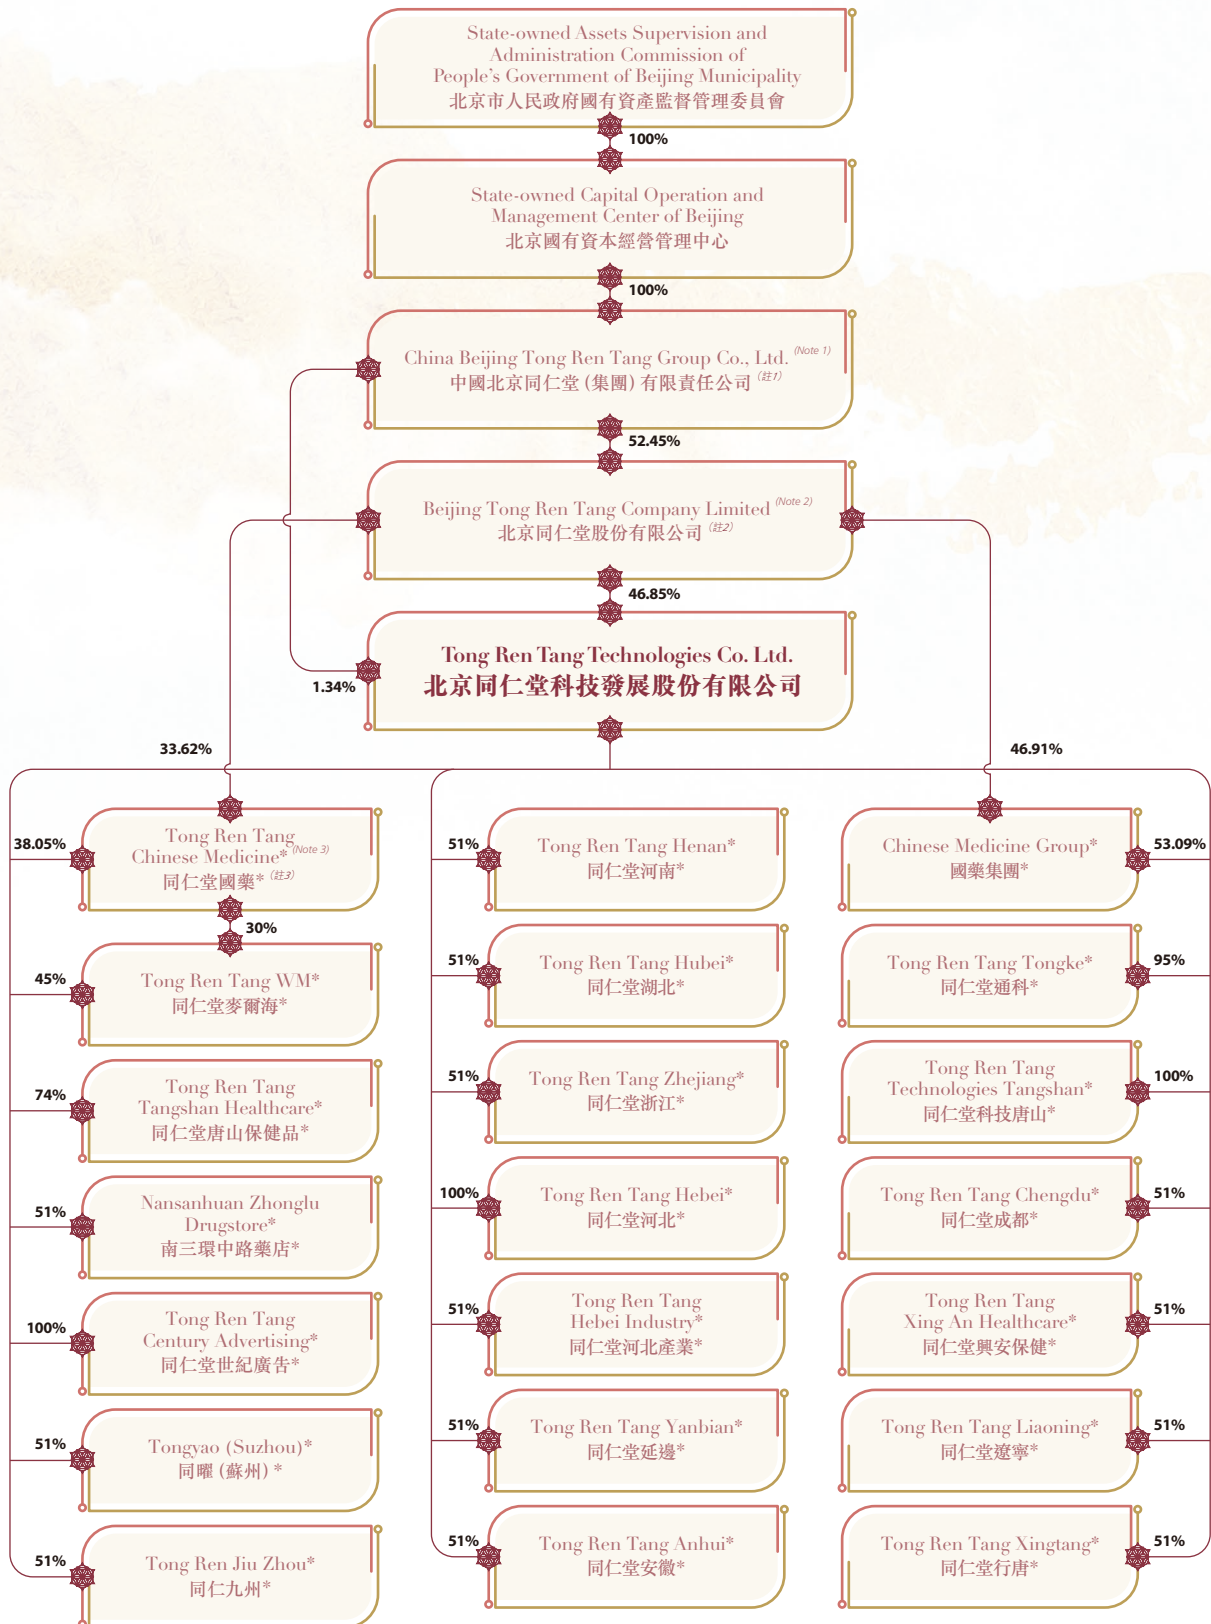 State-owned Assets Supervision and
Administration Commission of
People's Government of Beijing Municipality
北京市人民政府國有資產監督管理委員會
100%
State-owned Capital Operation and
Management Center of Beijing
北京國有資本經營管理中心
100%
China Beijing Tong Ren Tang Group Co., Ltd. (Note 1)
中國北京同仁堂(集團)有限責任公司 (註1)
52.45%
Beijing Tong Ren Tang Company Limited (Note 2)
北京同仁堂股份有限公司 (註2)
46.85%
Tong Ren Tang Technologies Co. Ltd.
北京同仁堂科技發展股份有限公司
1.34%
33.62%
46.91%
38.05%
Tong Ren Tang
Chinese Medicine* (Note 3)
同仁堂國藥* (註3)
30%
45%
Tong Ren Tang WM*
同仁堂麥爾海*
74%
Tong Ren Tang
Tangshan Healthcare*
同仁堂唐山保健品*
51%
Nansanhuan Zhonglu
Drugstore*
南三環中路藥店*
100%
Tong Ren Tang
Century Advertising*
同仁堂世紀廣告*
51%
Tongyao (Suzhou)*
同曜(蘇州)*
51%
Tong Ren Jiu Zhou*
同仁九州*
51%
Tong Ren Tang Henan*
同仁堂河南*
51%
Tong Ren Tang Hubei*
同仁堂湖北*
51%
Tong Ren Tang Zhejiang*
同仁堂浙江*
100%
Tong Ren Tang Hebei*
同仁堂河北*
51%
Tong Ren Tang
Hebei Industry*
同仁堂河北產業*
51%
Tong Ren Tang Yanbian*
同仁堂延邊*
51%
Tong Ren Tang Anhui*
同仁堂安徽*
Chinese Medicine Group*
國藥集團*
53.09%
Tong Ren Tang Tongke*
同仁堂通科*
95%
Tong Ren Tang
Technologies Tangshan*
同仁堂科技唐山*
100%
Tong Ren Tang Chengdu*
同仁堂成都*
51%
Tong Ren Tang
Xing An Healthcare*
同仁堂興安保健*
51%
Tong Ren Tang Liaoning*
同仁堂遼寧*
51%
Tong Ren Tang Xingtang*
同仁堂行唐*
51%